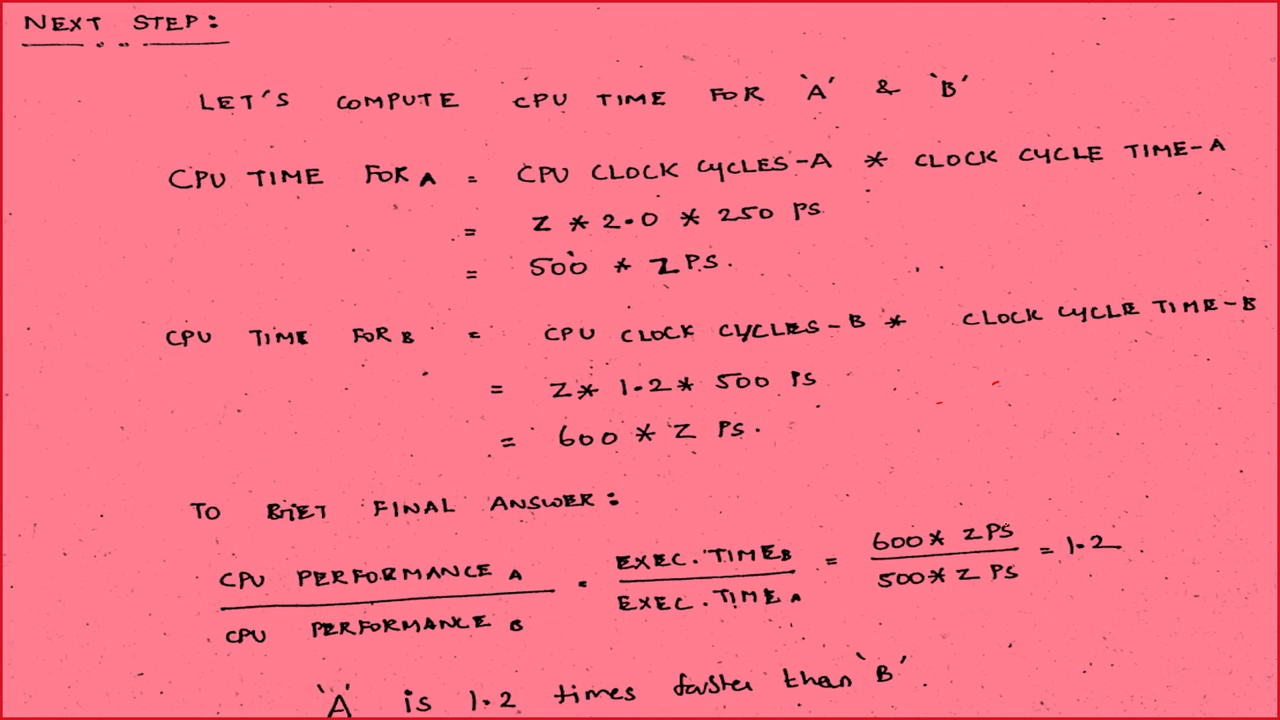 NEXT STEP:
LET'S COMPUTE CPU TIME FOR 'A' & 'B'
CPU TIME FOR A = CPU CLOCK CYCLES-A * CLOCK CYCLE TIME-A
= Z * 2.0 * 250 PS
= 500 * Z PS.
CPU TIME FOR B = CPU CLOCK CYCLES-B * CLOCK CYCLE TIME-B
= Z * 1.2 * 500 PS
= 600 * Z PS.
TO GET FINAL ANSWER:
CPU PERFORMANCE A / CPU PERFORMANCE B = EXEC. TIME B / EXEC. TIME A = 600 * Z PS / 500 * Z PS = 1.2
'A' is 1.2 times faster than 'B'